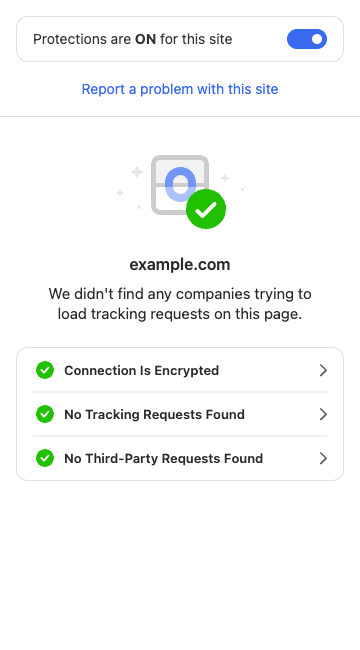 Protections are ON for this site
Report a problem with this site
0
example.com
We didn't find any companies trying to
load tracking requests on this page.
Connection Is Encrypted
No Tracking Requests Found
No Third-Party Requests Found